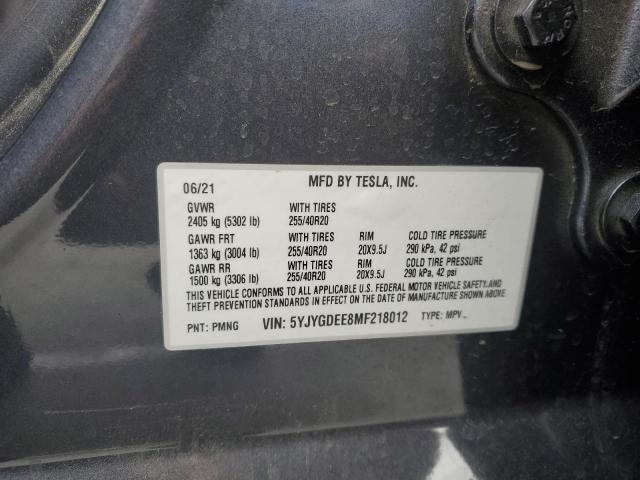 06/21 MFD BY TESLA, INC.
GVWR WITH TIRES
2405 kg (5302 lb) 255/40R20
GAWR FRT WITH TIRES RIM COLD TIRE PRESSURE
1363 kg (3004 lb) 255/40R20 20X9.5J 290 kPa, 42 psi
GAWR RR WITH TIRES RIM COLD TIRE PRESSURE
1500 kg (3306 lb) 255/40R20 20X9.5J 290 kPa, 42 psi
THIS VEHICLE CONFORMS TO ALL APPLICABLE U.S. FEDERAL MOTOR VEHICLE SAFETY AND
THEFT PREVENTION STANDARDS IN EFFECT ON THE DATE OF MANUFACTURE SHOWN ABOVE.
PNT: PMNG VIN: 5YJYGDEE8MF218012 TYPE: MPV